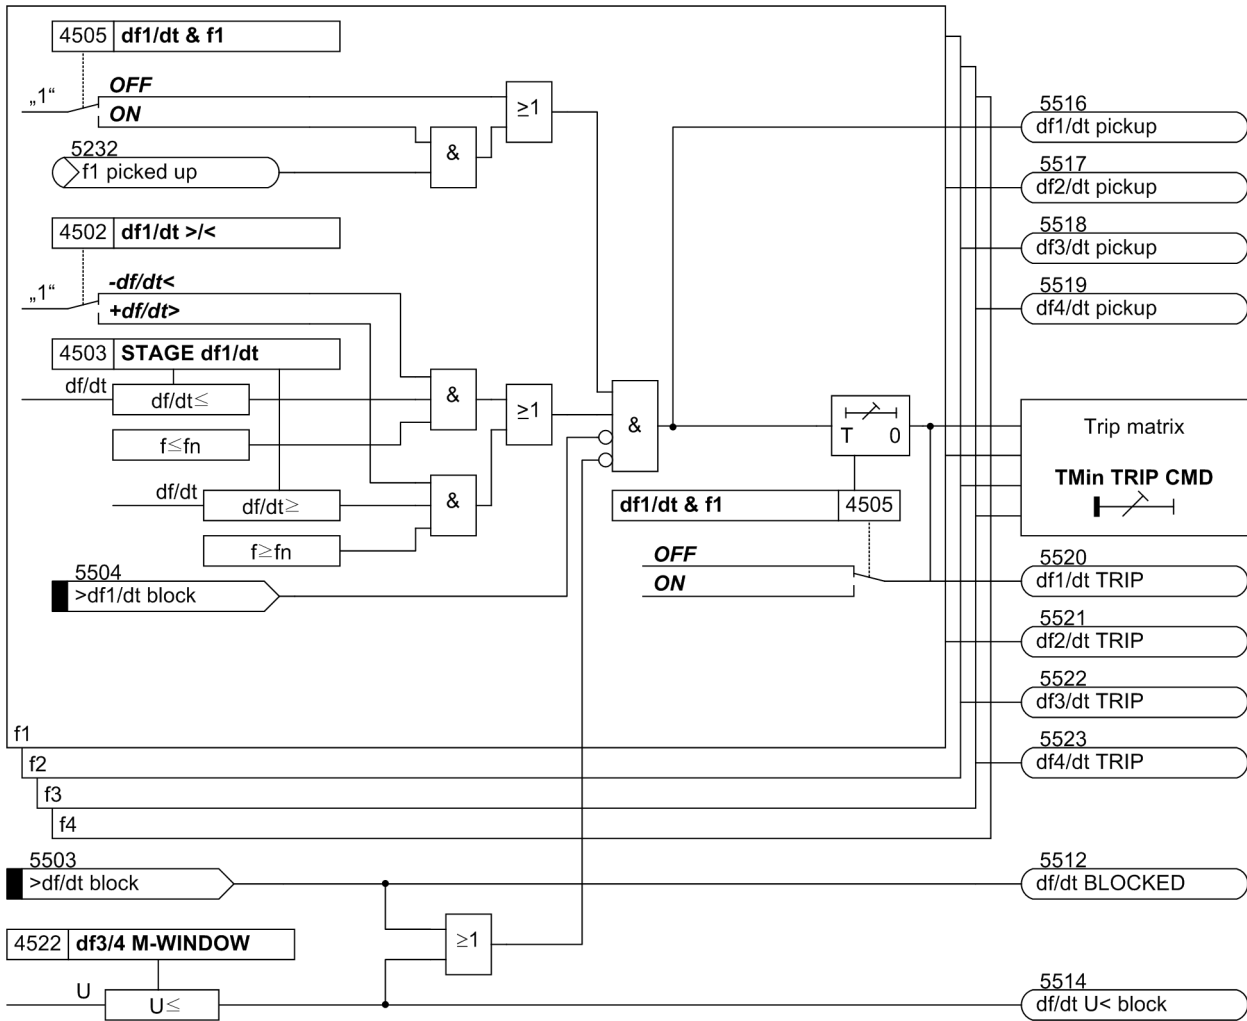 4505 df1/dt & f1
OFF
„1“
ON
≥1
5232
f1 picked up
&
5516
df1/dt pickup
5517
df2/dt pickup
4502 df1/dt >/<
5518
df3/dt pickup
-df/dt<
„1“
+df/dt>
5519
df4/dt pickup
4503 STAGE df1/dt
df/dt
df/dt≤
&
≥1
f≤fn
&
T 0
Trip matrix
TMin TRIP CMD
df/dt
df/dt≥
&
df1/dt & f1 4505
f≥fn
OFF
ON
5504
>df1/dt block
5520
df1/dt TRIP
5521
df2/dt TRIP
5522
df3/dt TRIP
5523
df4/dt TRIP
f1
f2
f3
f4
5503
>df/dt block
5512
df/dt BLOCKED
4522 df3/4 M-WINDOW
≥1
U
U≤
5514
df/dt U< block